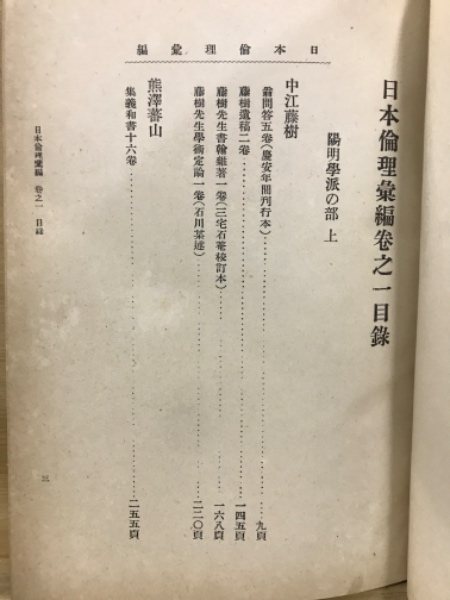 日本倫理彙編
日本倫理彙編卷之一目錄
陽明學派の部 上
中江藤樹
翁問答五卷(慶安年間刊行本)……九頁
藤樹遺稿二卷……一四五頁
藤樹先生書翰雜著一卷(三宅石菴校訂本)……一六八頁
藤樹先生學術定論一卷(石川某述)……二二〇頁
熊澤蕃山
集義和書十六卷……二五五頁
日本倫理彙編 卷之一 目錄
三